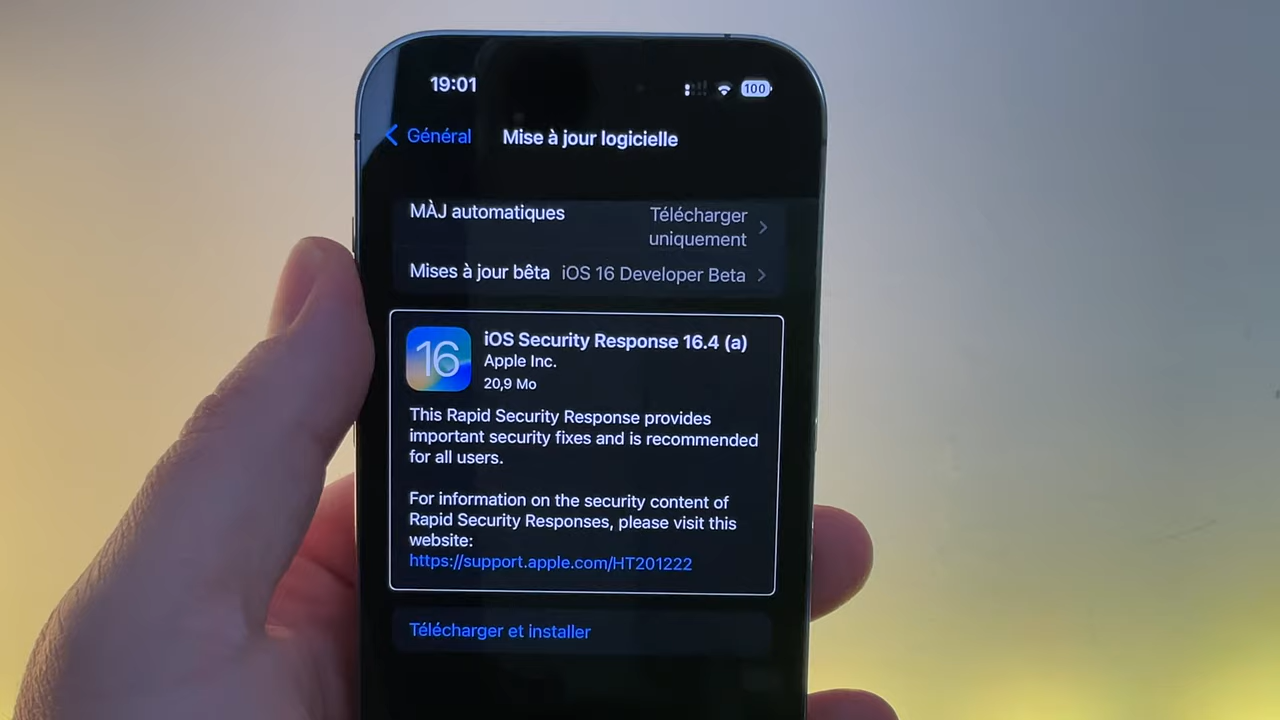 19:01
100
Général
Mise à jour logicielle
MÀJ automatiques
Télécharger
uniquement
Mises à jour bêta
iOS 16 Developer Beta
16
iOS Security Response 16.4 (a)
Apple Inc.
20,9 Mo
This Rapid Security Response provides
important security fixes and is recommended
for all users.
For information on the security content of
Rapid Security Responses, please visit this
website:
https://support.apple.com/HT201222
Télécharger et installer